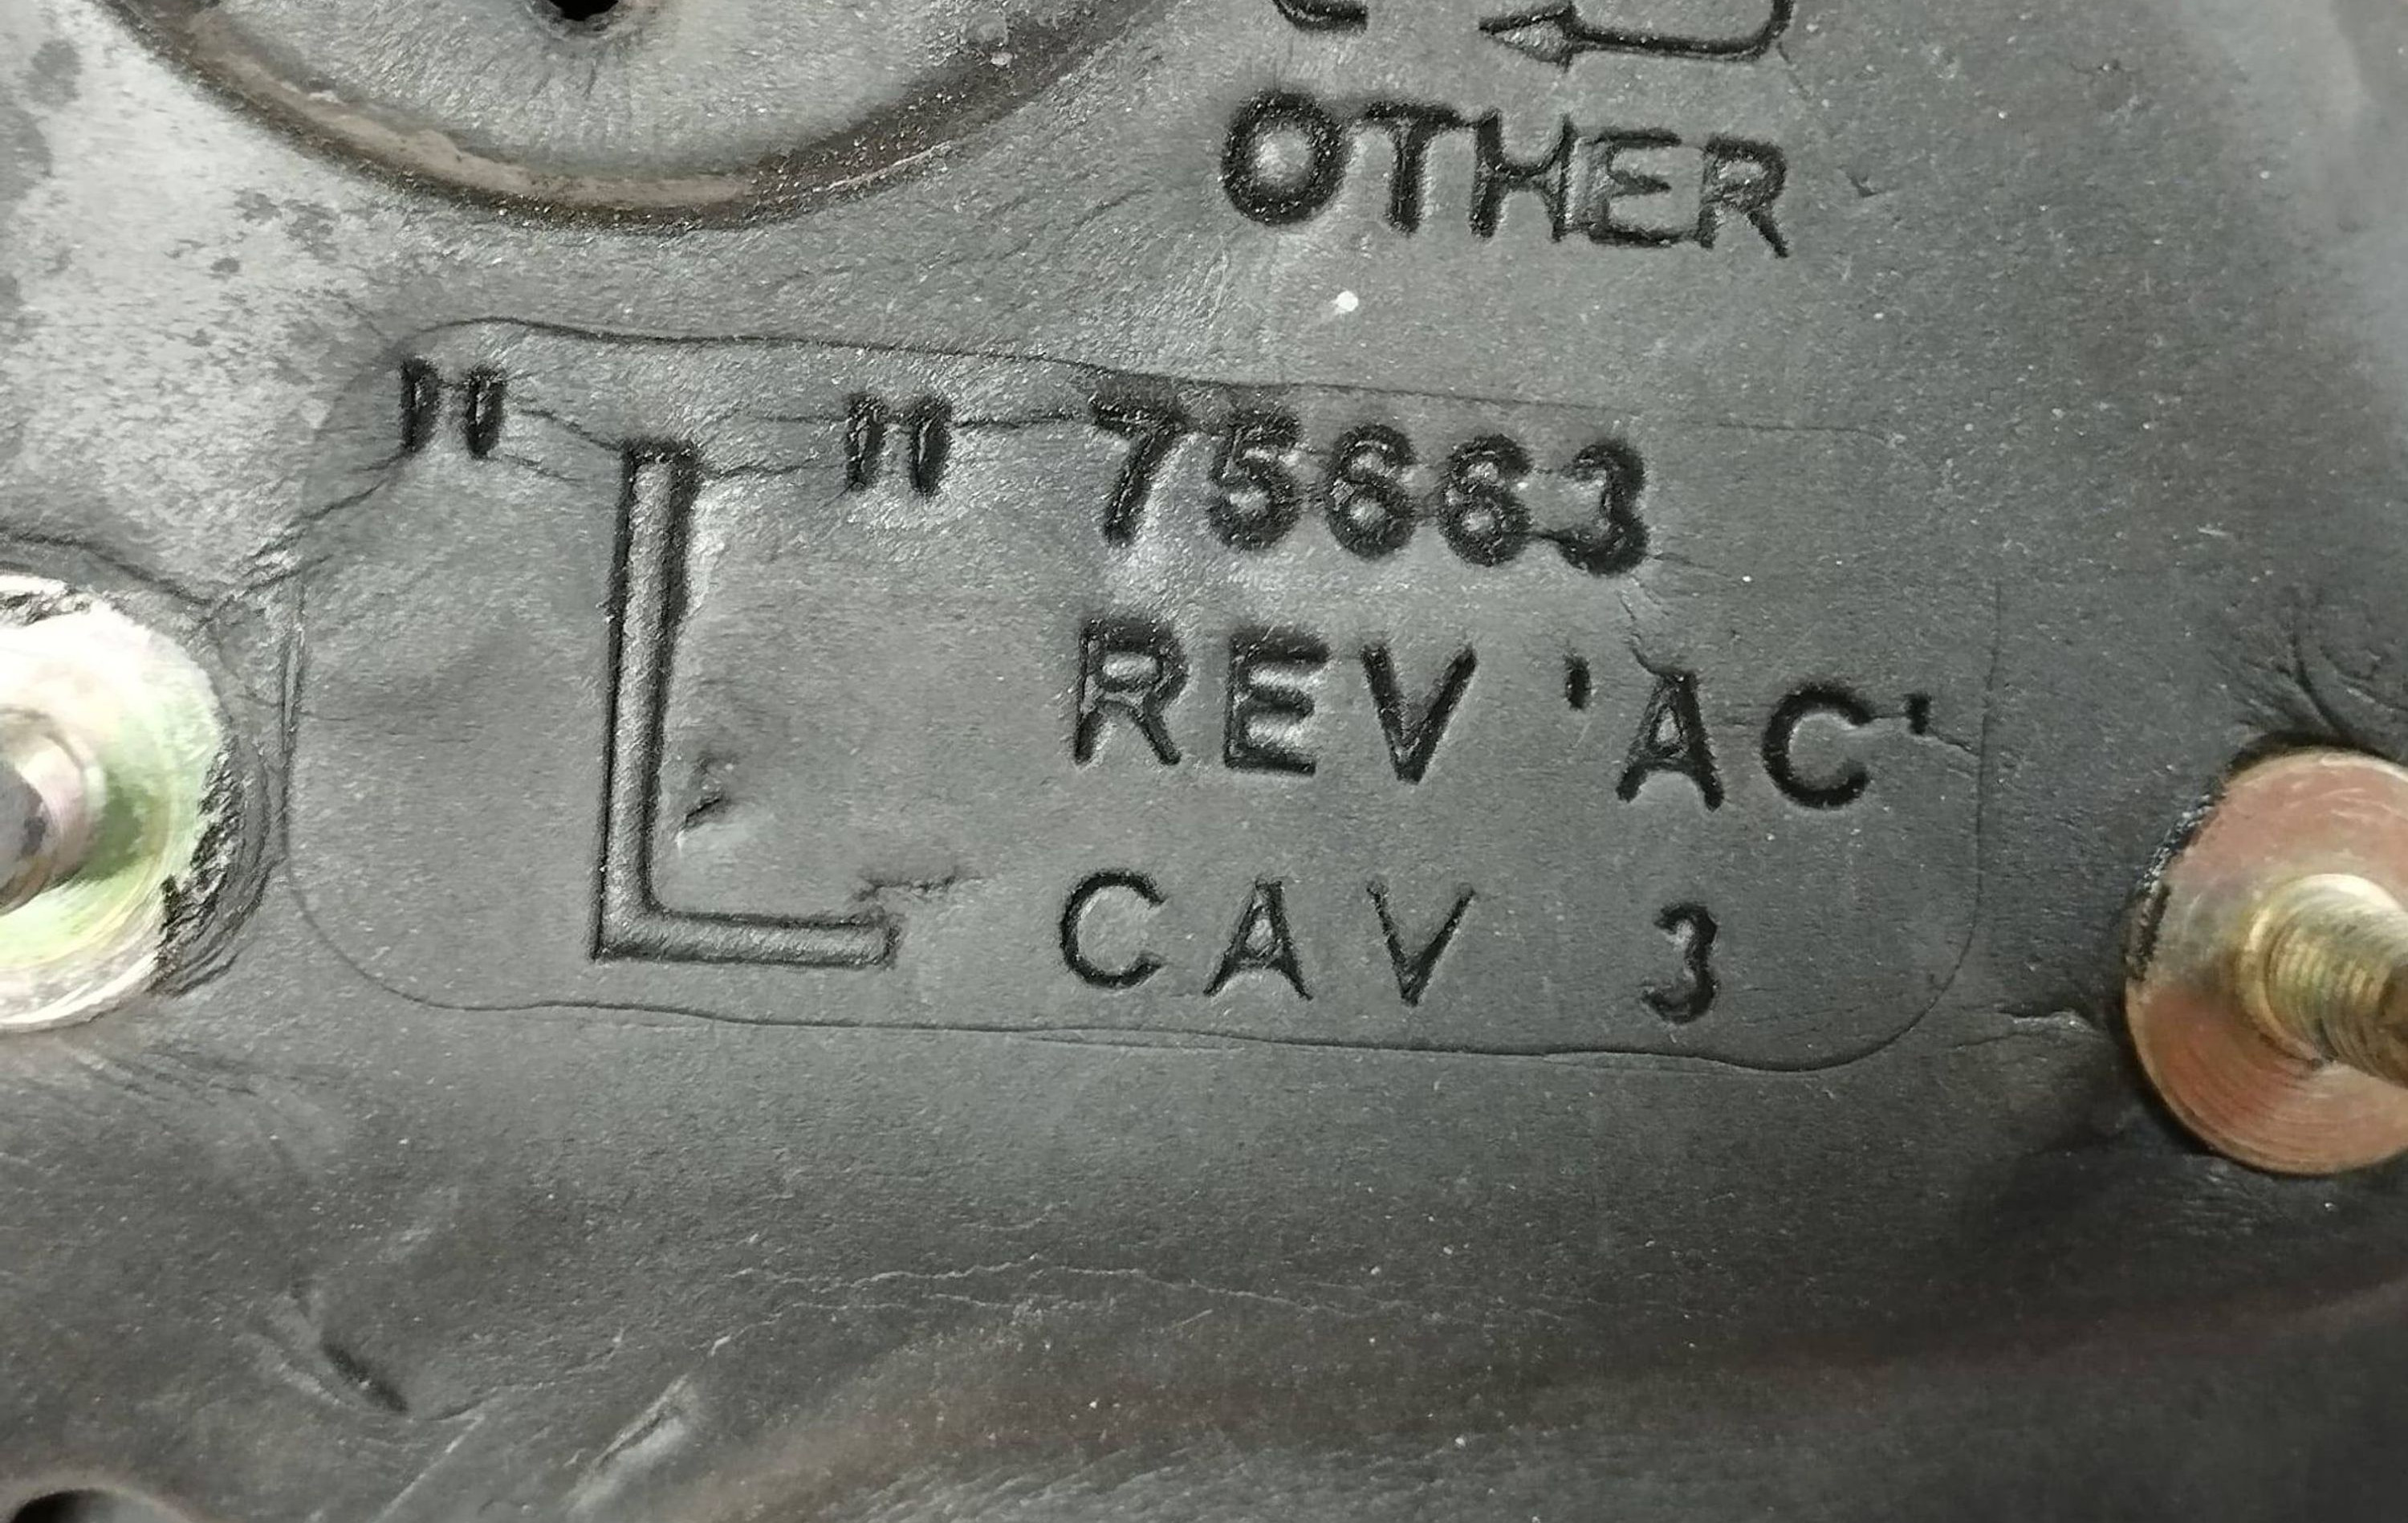 OTHER
"L" 75663
REV 'AC'
CAV 3